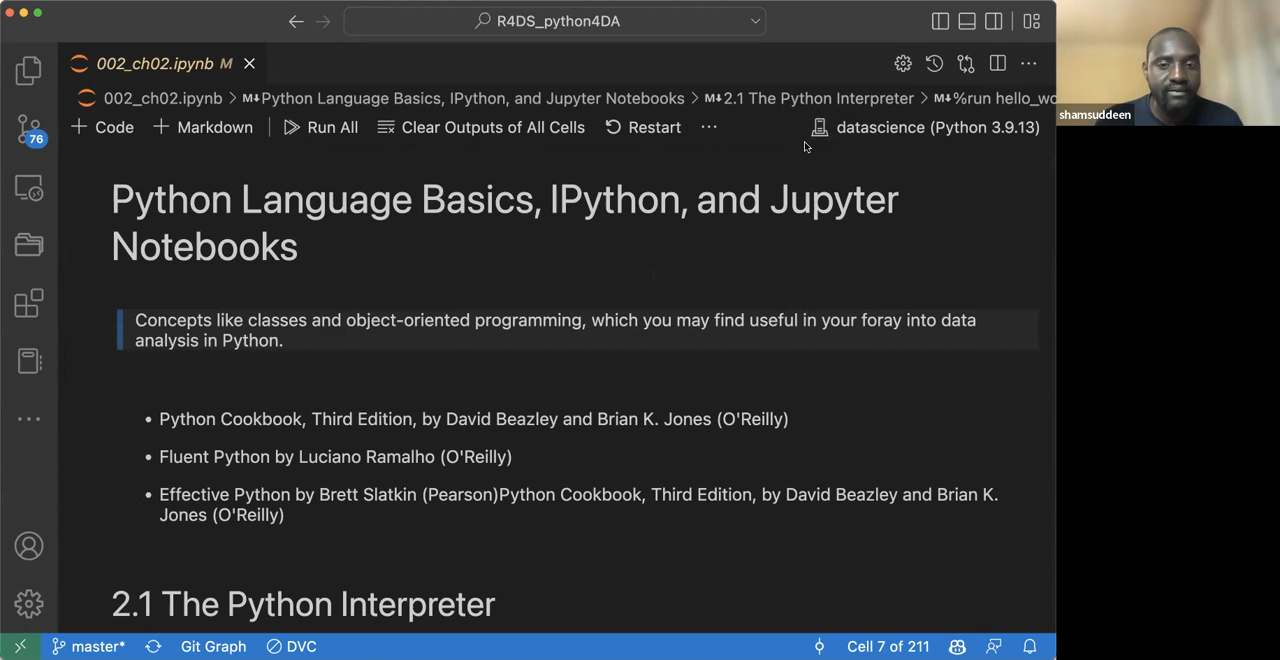 R4DS_python4DA
002_ch02.ipynb M
002_ch02.ipynb > M↓Python Language Basics, IPython, and Jupyter Notebooks > M↓2.1 The Python Interpreter > M↓%run hello_wo
+ Code + Markdown Run All Clear Outputs of All Cells Restart ··· datascience (Python 3.9.13)
shamsuddeen
76
Python Language Basics, IPython, and Jupyter
Notebooks
Concepts like classes and object-oriented programming, which you may find useful in your foray into data
analysis in Python.
• Python Cookbook, Third Edition, by David Beazley and Brian K. Jones (O'Reilly)
• Fluent Python by Luciano Ramalho (O'Reilly)
• Effective Python by Brett Slatkin (Pearson)Python Cookbook, Third Edition, by David Beazley and Brian K.
Jones (O'Reilly)
2.1 The Python Interpreter
master* Git Graph DVC Cell 7 of 211